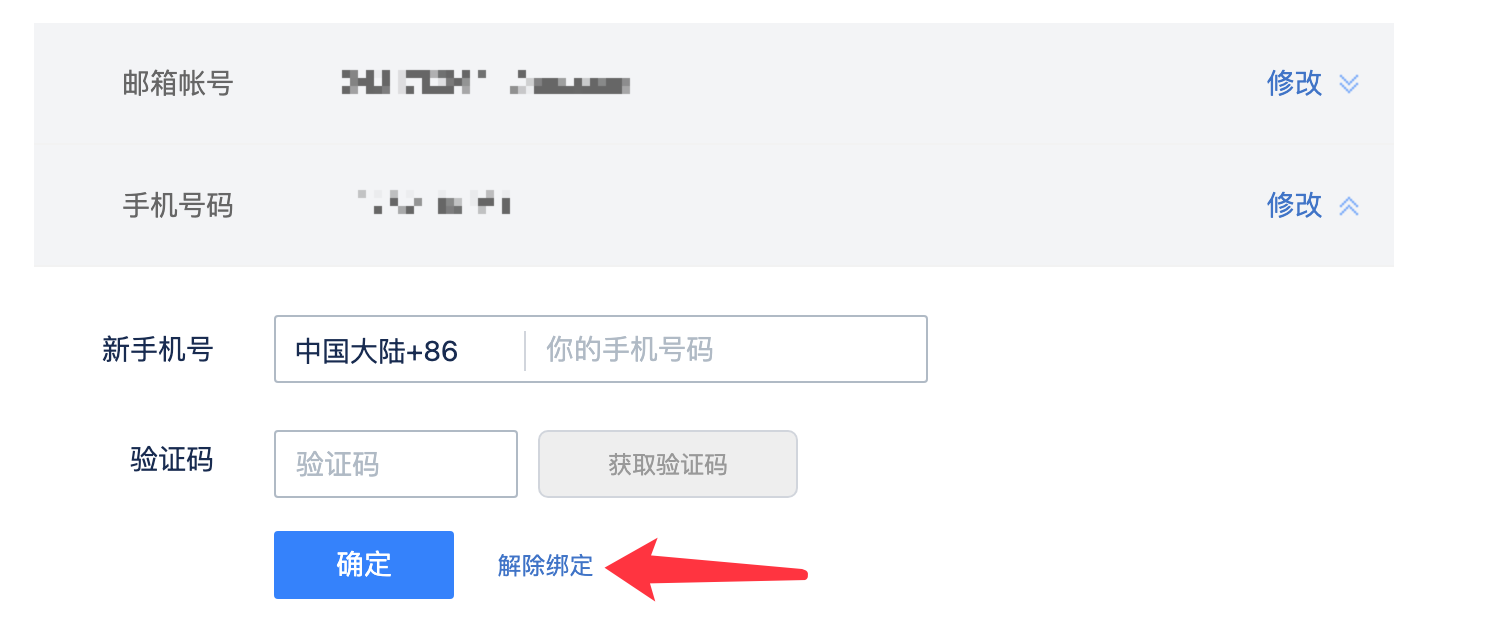 邮箱帐号 修改
手机号码 修改
新手机号 中国大陆+86 你的手机号码
验证码 验证码 获取验证码
确定 解除绑定